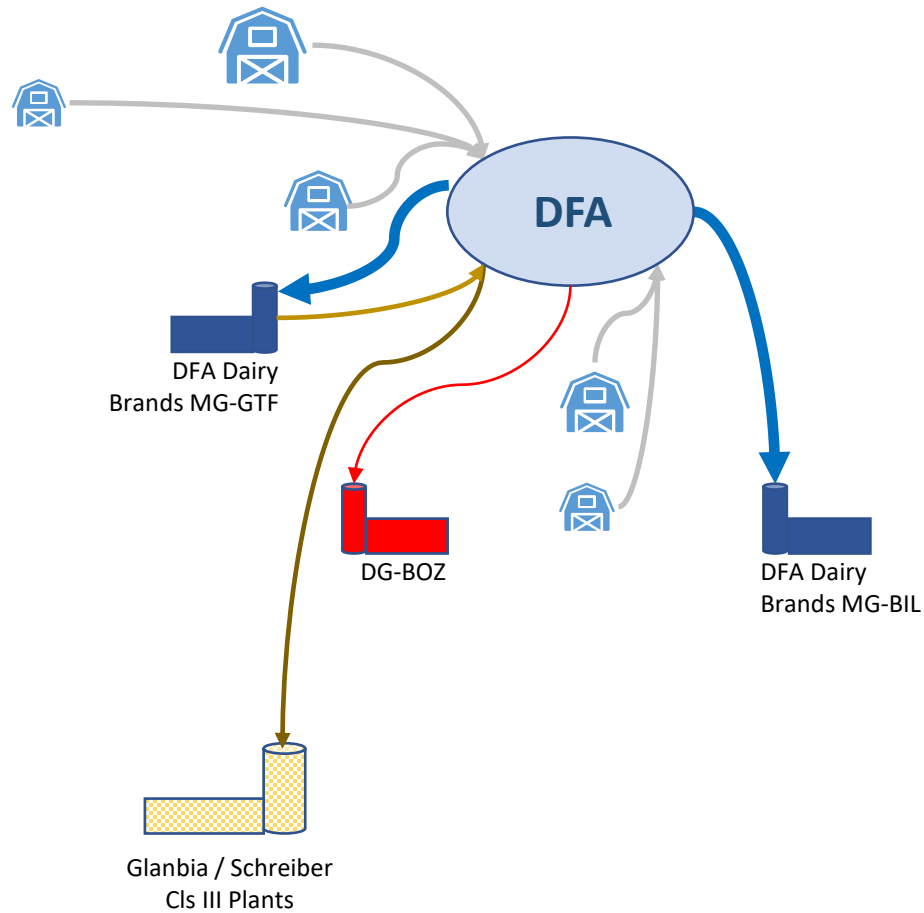 DFA
DFA Dairy
Brands MG-GTF
DG-BOZ
DFA Dairy
Brands MG-BIL
Glanbia / Schreiber
Cls III Plants